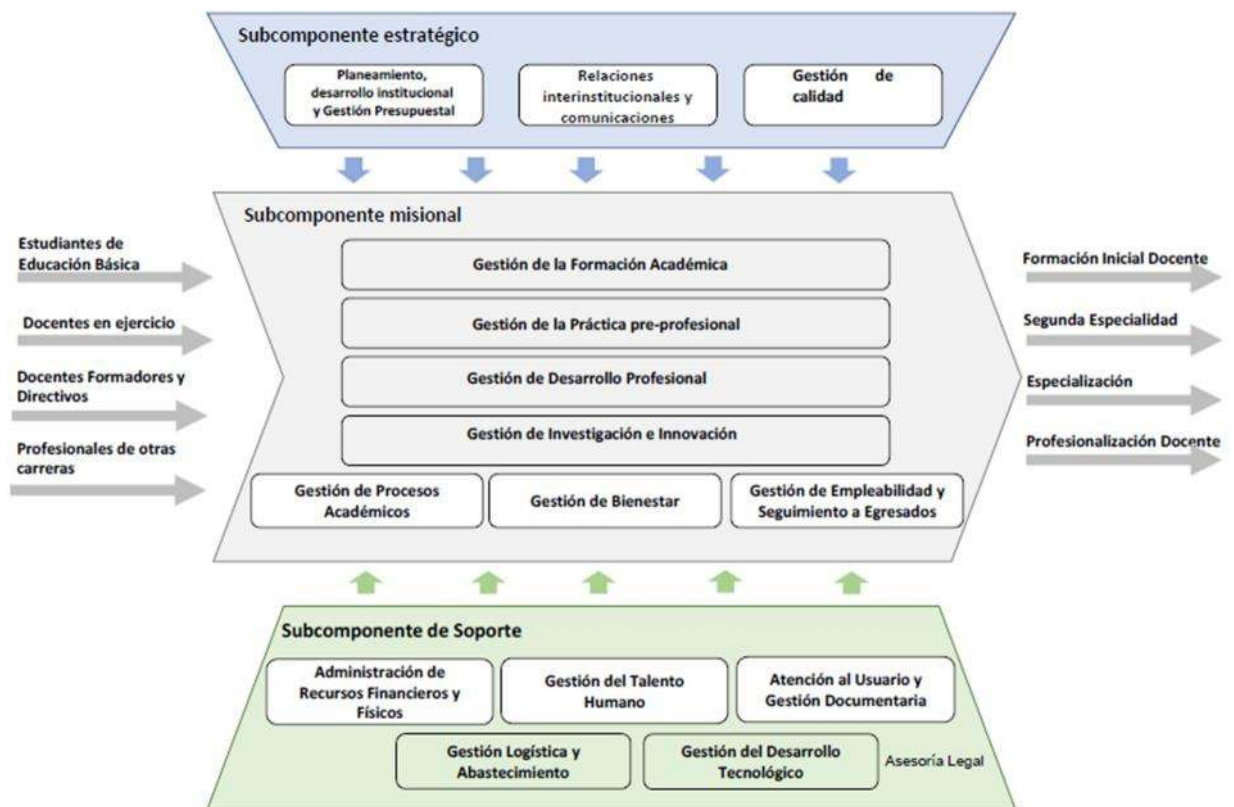 Subcomponente estratégico
Planeamiento,
desarrollo institucional
y Gestión Presupuestal
Relaciones
interinstitucionales y
comunicaciones
Gestión de
calidad
Subcomponente misional
Estudiantes de
Educación Básica
Docentes en ejercicio
Docentes Formadores y
Directivos
Profesionales de otras
carreras
Gestión de la Formación Académica
Gestión de la Práctica pre-profesional
Gestión de Desarrollo Profesional
Gestión de Investigación e Innovación
Gestión de Procesos
Académicos
Gestión de Bienestar
Gestión de Empleabilidad y
Seguimiento a Egresados
Formación Inicial Docente
Segunda Especialidad
Especialización
Profesionalización Docente
Subcomponente de Soporte
Administración de
Recursos Financieros y
Físicos
Gestión del Talento
Humano
Atención al Usuario y
Gestión Documentaria
Gestión Logística y
Abastecimiento
Gestión del Desarrollo
Tecnológico
Asesoría Legal